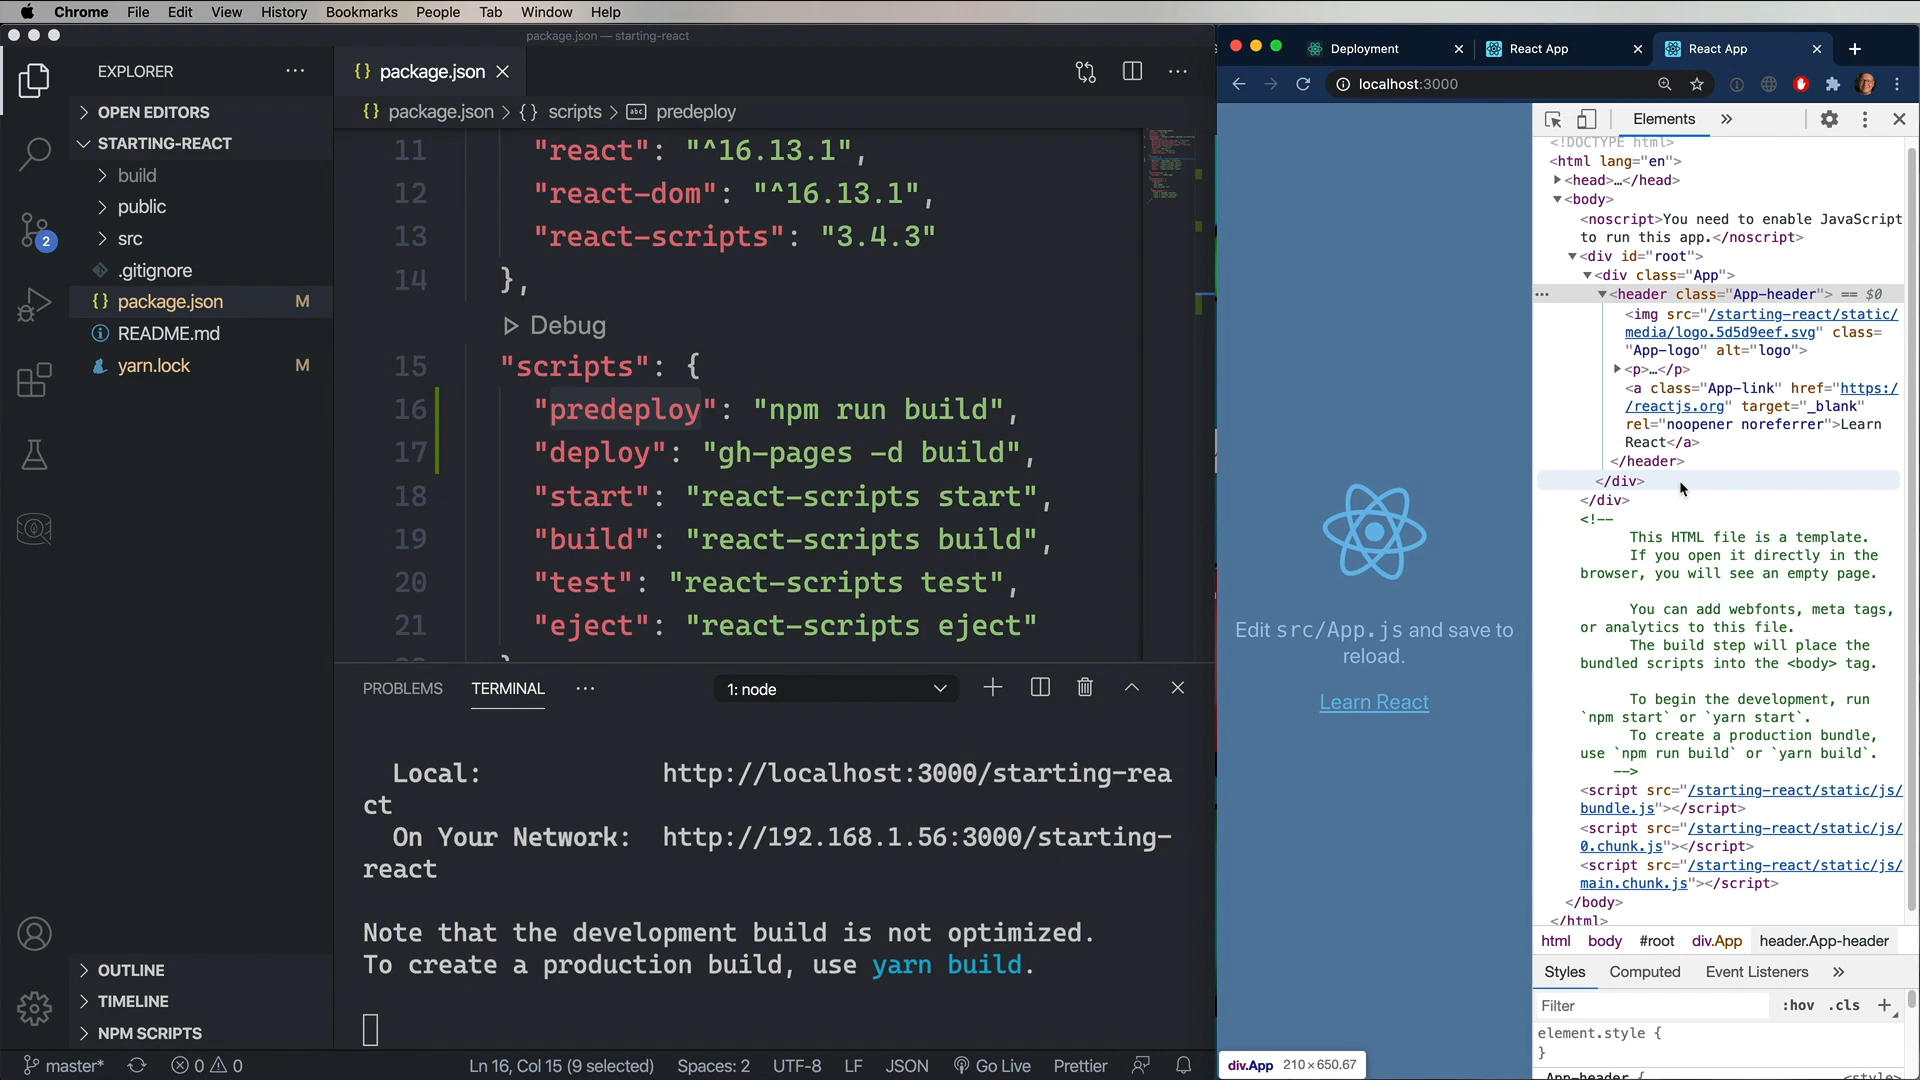 Chrome File Edit View History Bookmarks People Tab Window Help
package.json — starting-react
EXPLORER
OPEN EDITORS
STARTING-REACT
build
public
src
.gitignore
{} package.json M
README.md
yarn.lock M
2
OUTLINE
TIMELINE
NPM SCRIPTS
{} package.json
{} package.json > {} scripts > abc predeploy
11 "react": "^16.13.1",
12 "react-dom": "^16.13.1",
13 "react-scripts": "3.4.3"
14 },
Debug
15 "scripts": {
16 "predeploy": "npm run build",
17 "deploy": "gh-pages -d build",
18 "start": "react-scripts start",
19 "build": "react-scripts build",
20 "test": "react-scripts test",
21 "eject": "react-scripts eject"
PROBLEMS TERMINAL 1: node
Local: http://localhost:3000/starting-rea
ct
On Your Network: http://192.168.1.56:3000/starting-
react
Note that the development build is not optimized.
To create a production build, use yarn build.
master* 0 0 Ln 16, Col 15 (9 selected) Spaces: 2 UTF-8 LF JSON Go Live Prettier
Deployment React App React App
localhost:3000
Edit src/App.js and save to
reload.
Learn React
div.App 210×650.67
Elements
<!DOCTYPE html>
<html lang="en">
<head>…</head>
<body>
<noscript>You need to enable JavaScript
to run this app.</noscript>
<div id="root">
<div class="App">
<header class="App-header"> == $0
<img src="/starting-react/static/
media/logo.5d5d9eef.svg" class=
"App-logo" alt="logo">
<p>…</p>
<a class="App-link" href="https:/
/reactjs.org" target="_blank"
rel="noopener noreferrer">Learn
React</a>
</header>
</div>
</div>
<!--
This HTML file is a template.
If you open it directly in the
browser, you will see an empty page.
You can add webfonts, meta tags,
or analytics to this file.
The build step will place the
bundled scripts into the <body> tag.
To begin the development, run
`npm start` or `yarn start`.
To create a production bundle,
use `npm run build` or `yarn build`.
-->
<script src="/starting-react/static/js/
bundle.js"></script>
<script src="/starting-react/static/js/
0.chunk.js"></script>
<script src="/starting-react/static/js/
main.chunk.js"></script>
</body>
</html>
html body #root div.App header.App-header
Styles Computed Event Listeners
Filter :hov .cls
element.style {
}
.App-header { <style>